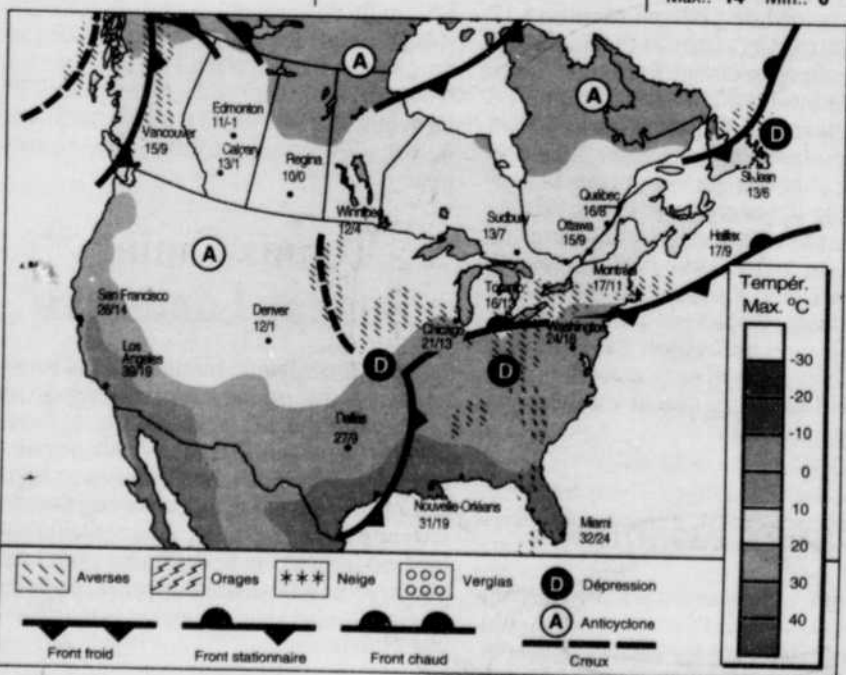 Max.: 14 Min.: 6
A
A
Edmonton
11/-1
Vancouver
15/9
Calgary
13/1
Regina
10/0
Winnipeg
12/4
D
St-Jean
13/6
Québec
16/8
Sudbury
13/7
Ottawa
15/9
Halifax
17/9
A
Montréal
17/11
Toronto
16/13
San Francisco
26/14
Denver
12/1
Chicago
21/13
Washington
24/18
Los
Angeles
39/19
D
D
Dallas
27/9
Nouvelle-Orléans
31/19
Miami
32/24
Tempér.
Max. °C
-30
-20
-10
0
10
20
30
40
Averses
Orages
Neige
Verglas
D Dépression
A Anticyclone
Front froid
Front stationnaire
Front chaud
Creux